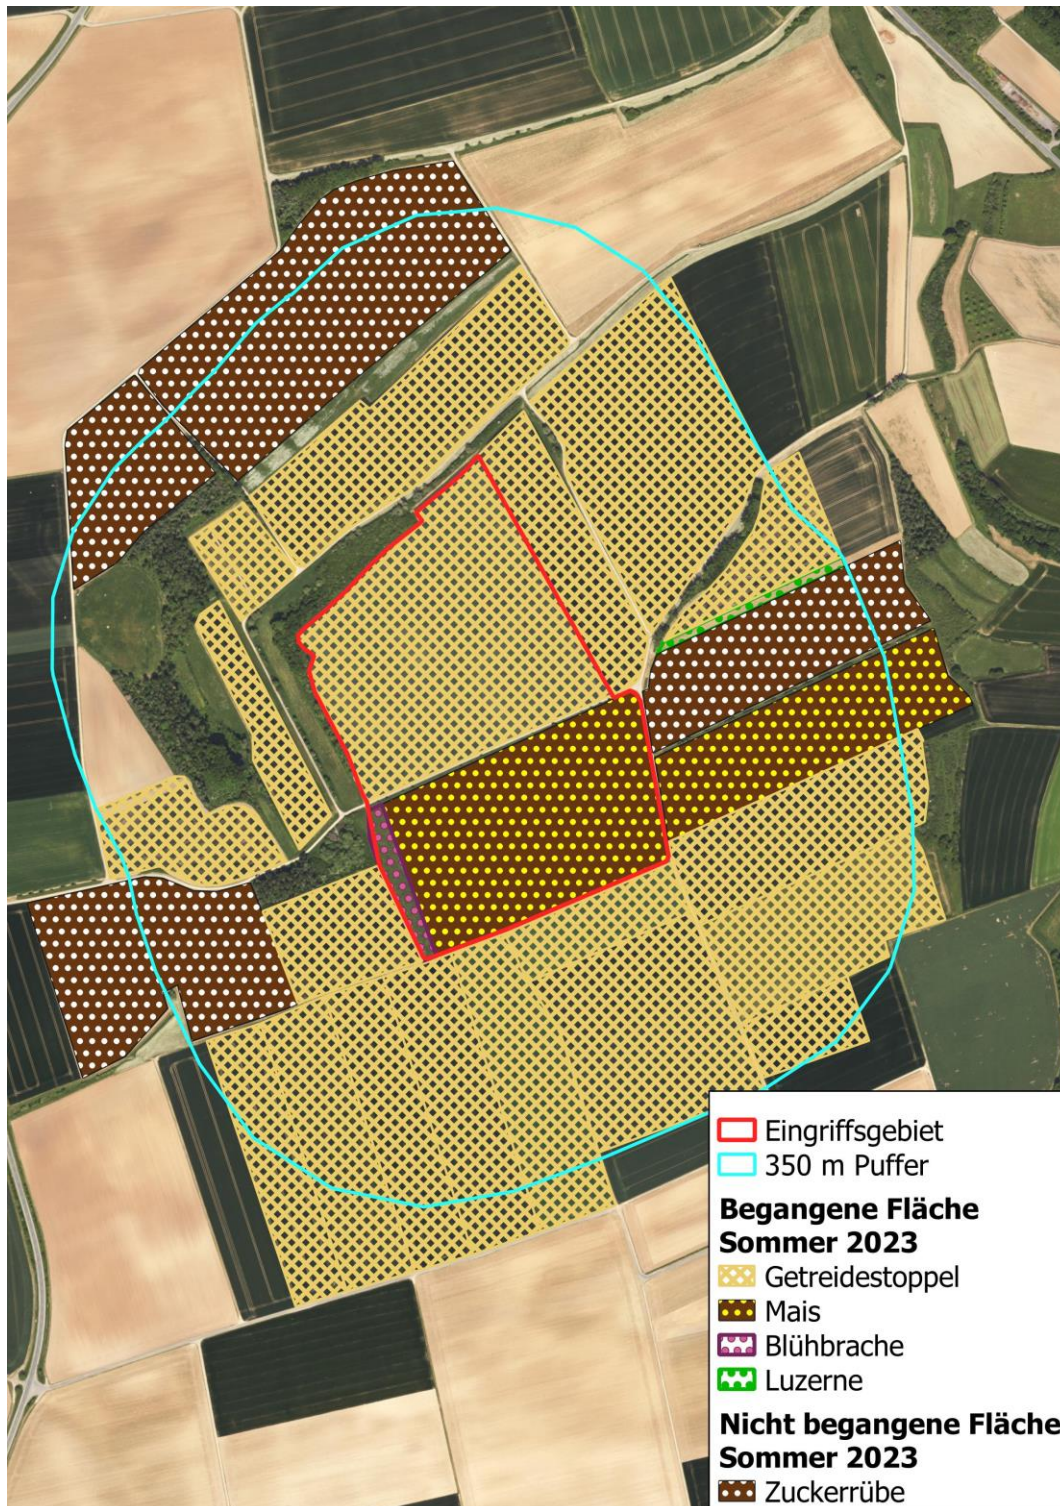 Eingriffsgebiet
350 m Puffer
Begangene Fläche
Sommer 2023
Getreidestoppel
Mais
Blühbrache
Luzerne
Nicht begangene Fläche
Sommer 2023
Zuckerrübe